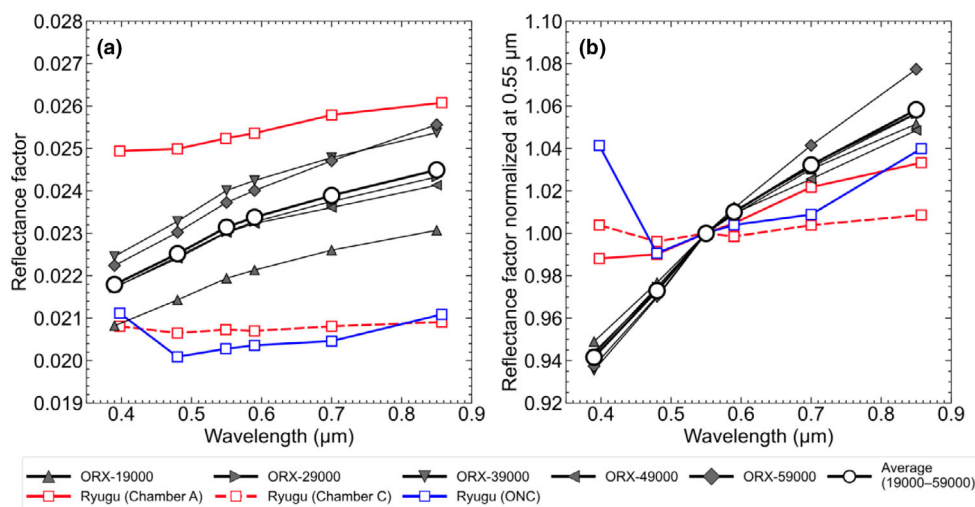 (a)
Reflectance factor
0.028
0.027
0.026
0.025
0.024
0.023
0.022
0.021
0.020
0.019
0.4 0.5 0.6 0.7 0.8 0.9
Wavelength (μm)
(b)
Reflectance factor normalized at 0.55 μm
1.10
1.08
1.06
1.04
1.02
1.00
0.98
0.96
0.94
0.92
0.4 0.5 0.6 0.7 0.8 0.9
Wavelength (μm)
ORX-19000 ORX-29000 ORX-39000 ORX-49000 ORX-59000 Average
(19000–59000)
Ryugu (Chamber A) Ryugu (Chamber C) Ryugu (ONC)